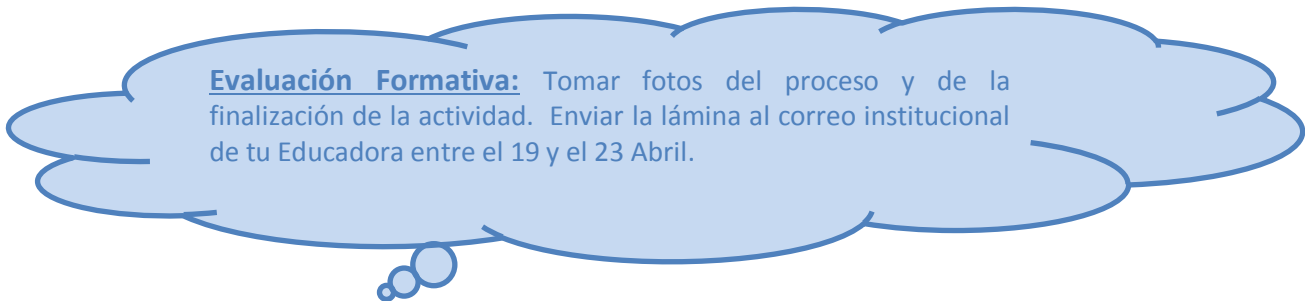 Evaluación Formativa: Tomar fotos del proceso y de la
finalización de la actividad. Enviar la lámina al correo institucional
de tu Educadora entre el 19 y el 23 Abril.